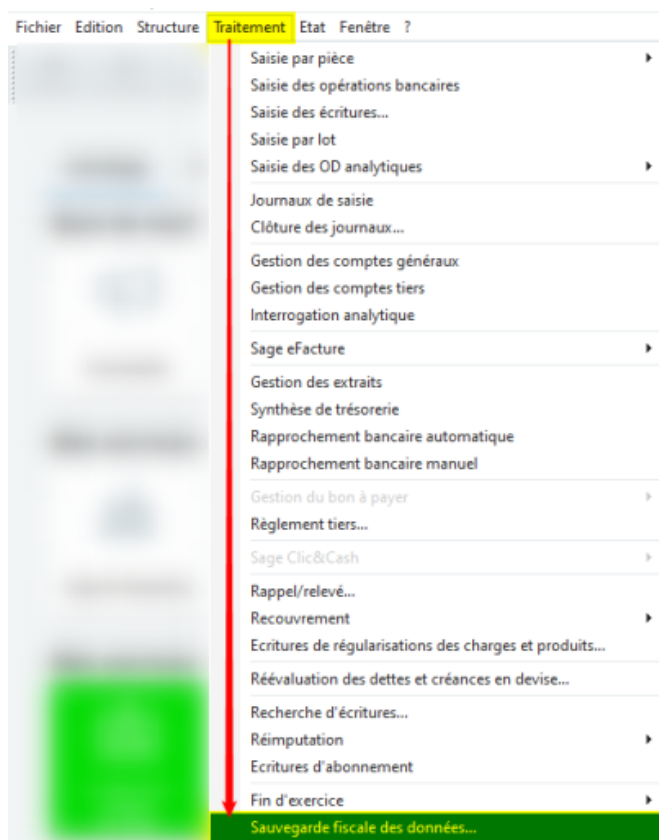 Fichier Edition Structure Traitement Etat Fenêtre ?
Saisie par pièce
Saisie des opérations bancaires
Saisie des écritures...
Saisie par lot
Saisie des OD analytiques
Journaux de saisie
Clôture des journaux...
Gestion des comptes généraux
Gestion des comptes tiers
Interrogation analytique
Sage eFacture
Gestion des extraits
Synthèse de trésorerie
Rapprochement bancaire automatique
Rapprochement bancaire manuel
Gestion du bon à payer
Règlement tiers...
Sage Clic&Cash
Rappel/relevé...
Recouvrement
Ecritures de régularisations des charges et produits...
Réévaluation des dettes et créances en devise...
Recherche d'écritures...
Réimputation
Ecritures d'abonnement
Fin d'exercice
Sauvegarde fiscale des données...